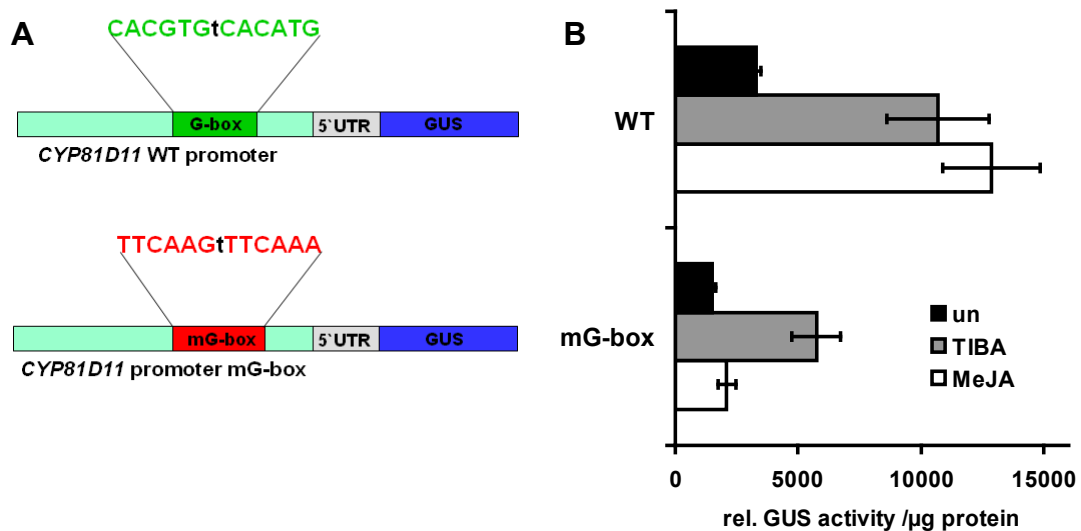 A
CACGTGtCACATG
G-box 5`UTR GUS
CYP81D11 WT promoter
TTCAAGtTTCAAA
mG-box 5`UTR GUS
CYP81D11 promoter mG-box
B
WT
mG-box
un
TIBA
MeJA
0 5000 10000 15000
rel. GUS activity /µg protein